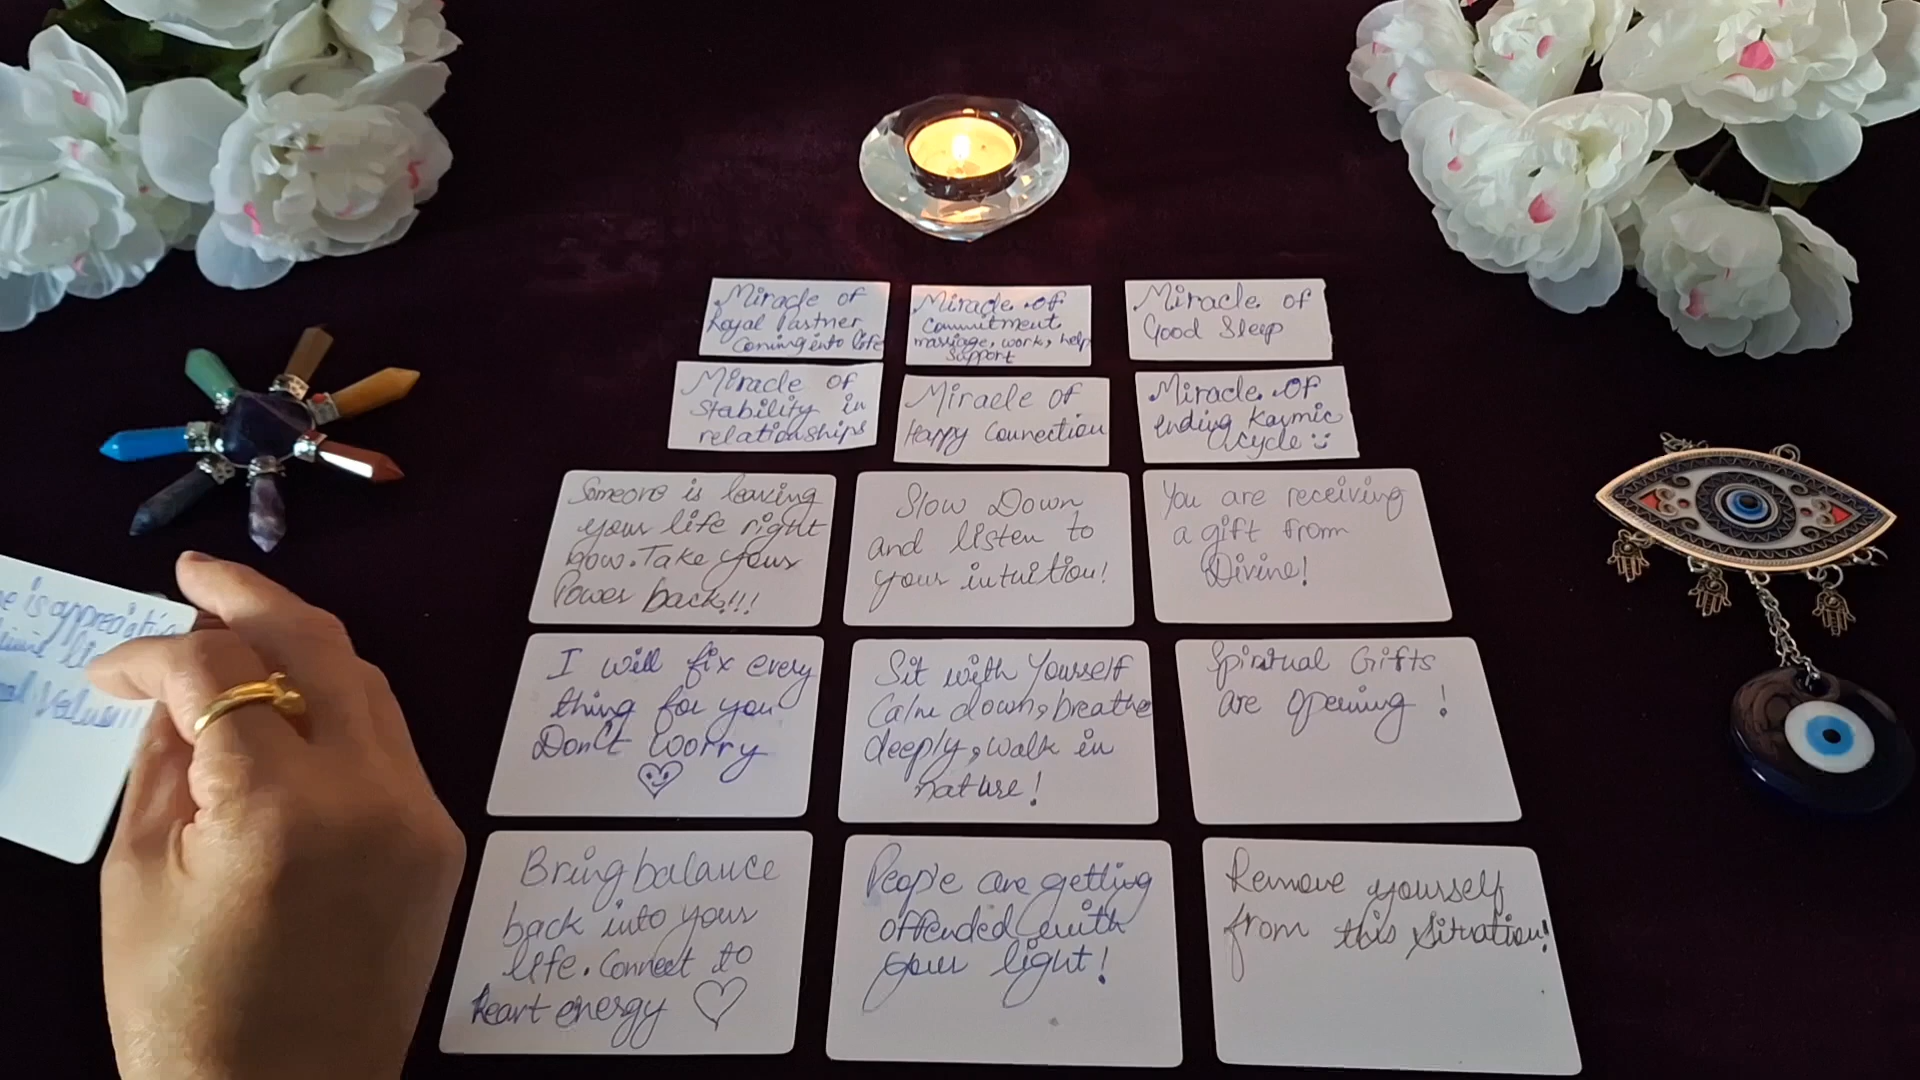 Miracle of
Loyal Partner
Coming into life
Miracle of
Commitment
marriage, work, help
Support
Miracle of
Good Sleep
Miracle of
stability in
relationships
Miracle of
Happy Connection
Miracle Of
ending Karmic
Cycle
Someone is leaving
your life right
now. Take your
Power back!!!
Slow Down
and listen to
your intuition!
You are receiving
a gift from
Divine!
I will fix every
thing for you
Don't Worry
Sit with Yourself
Calm down, breathe
deeply, walk in
nature!
Spiritual Gifts
are opening !
Bring balance
back into your
life. Connect to
heart energy
People are getting
offended with
your light!
Remove yourself
from this situation!
is appreciating